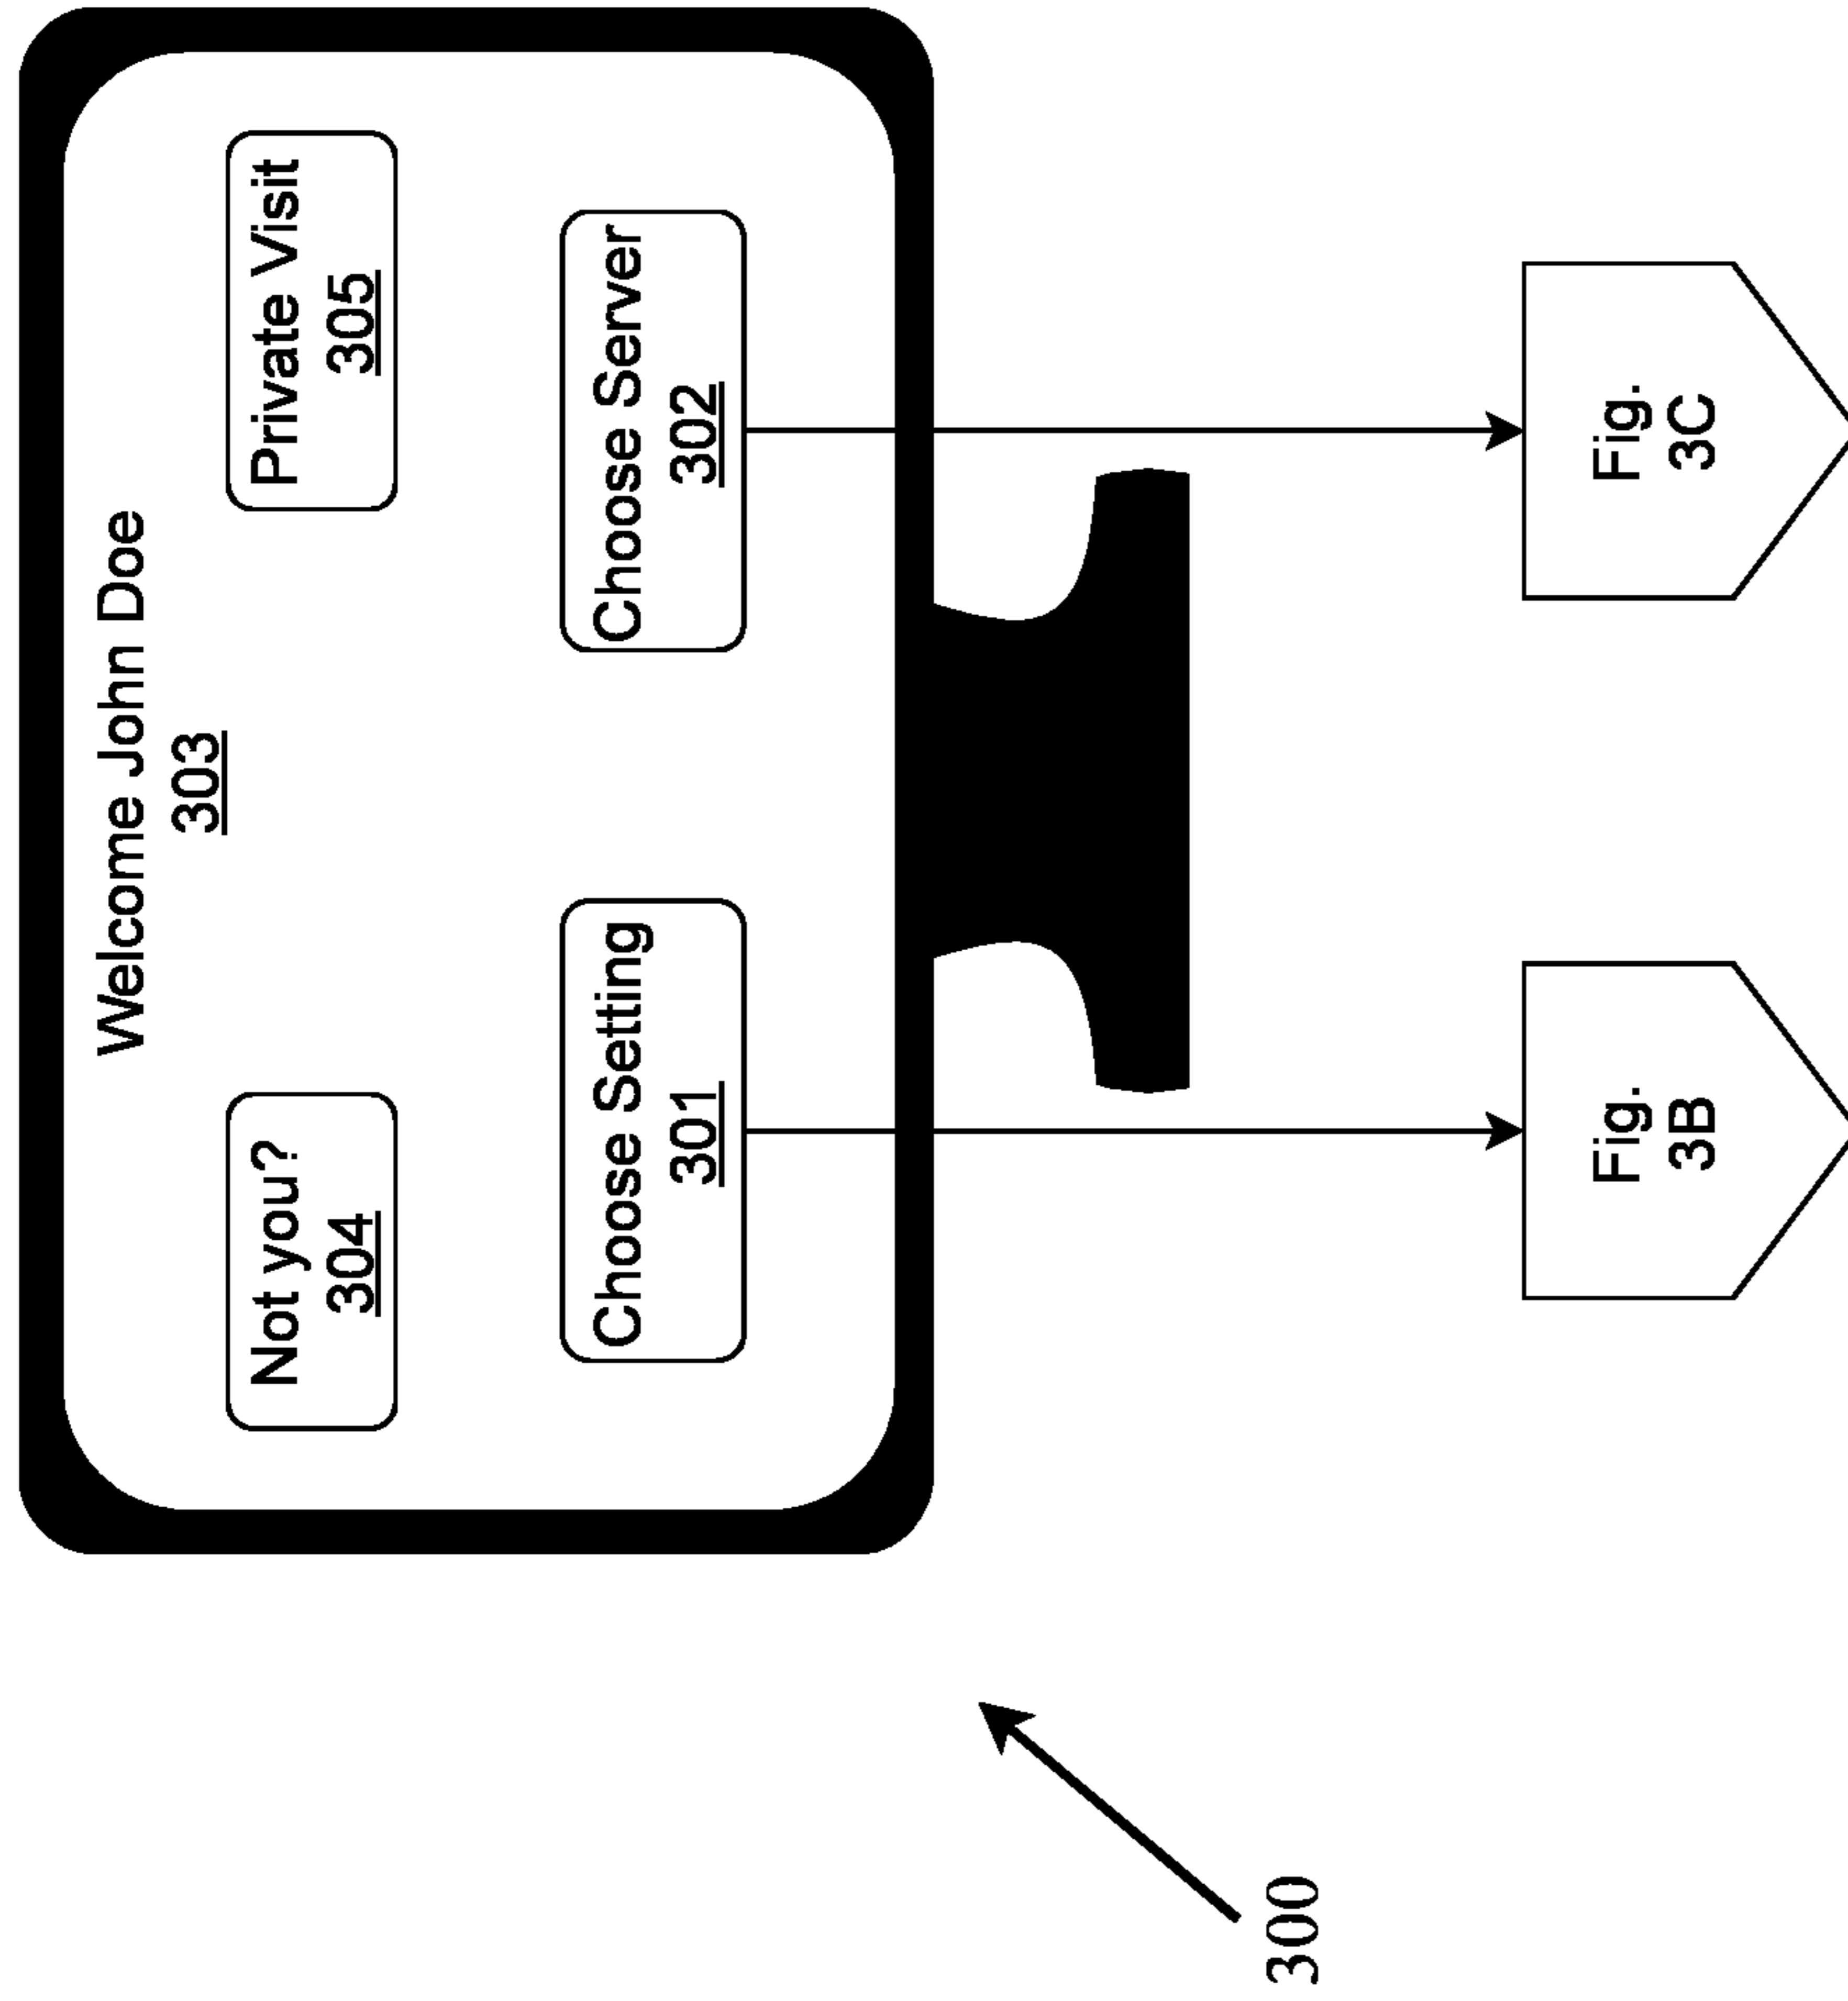 Welcome John Doe
303
Not you?
304
Private Visit
305
Choose Setting
301
Choose Server
302
Fig.
3B
Fig.
3C
300